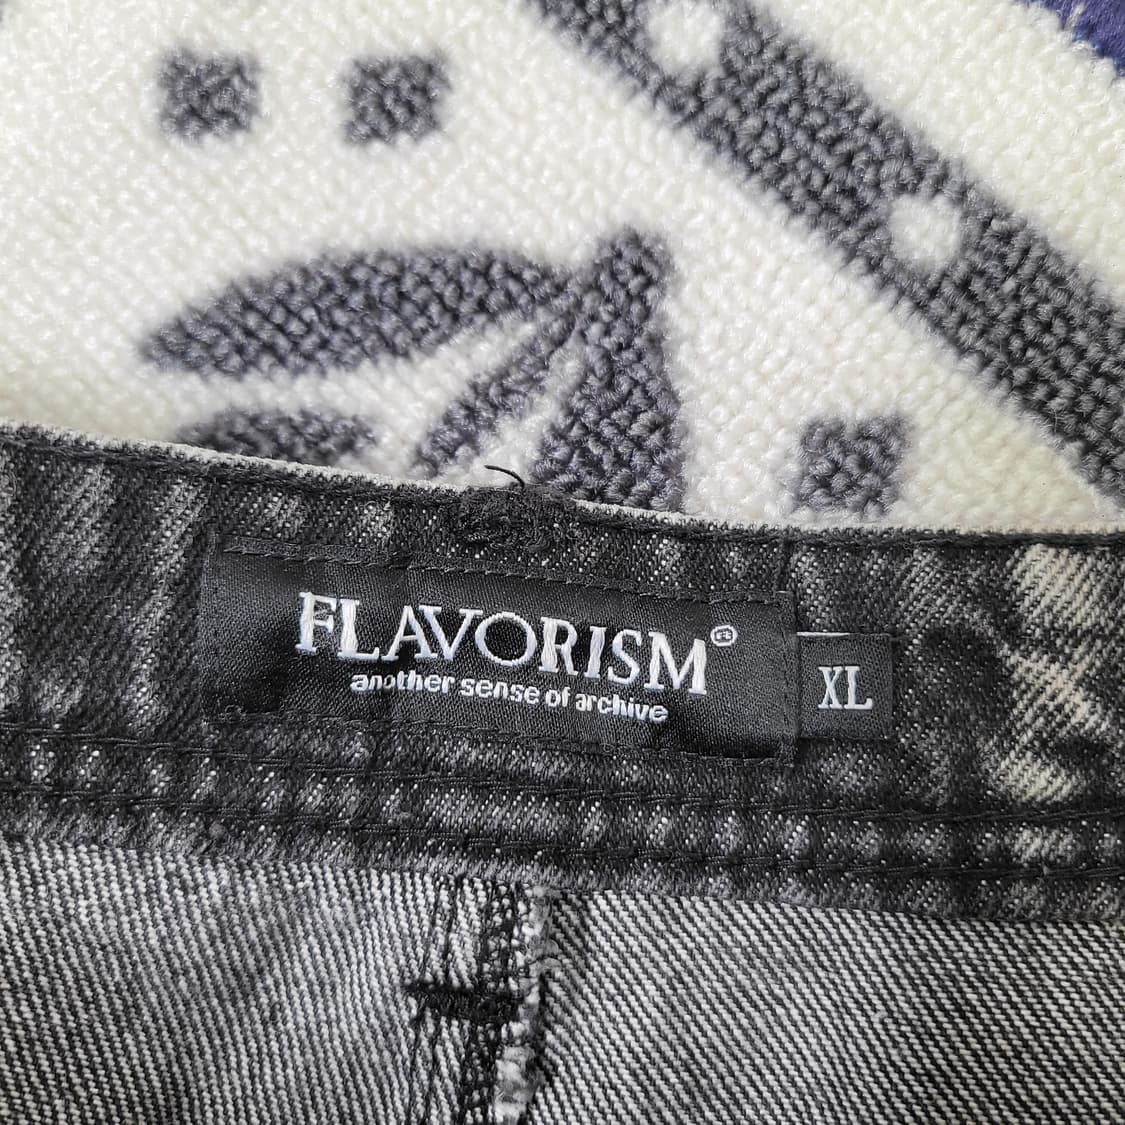 FLAVORISM®
another sense of archive
XL